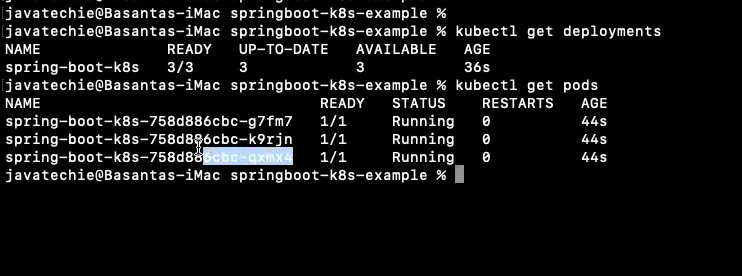 javatechie@Basantas-iMac springboot-k8s-example %
javatechie@Basantas-iMac springboot-k8s-example % kubectl get deployments
NAME READY UP-TO-DATE AVAILABLE AGE
spring-boot-k8s 3/3 3 3 36s
javatechie@Basantas-iMac springboot-k8s-example % kubectl get pods
NAME READY STATUS RESTARTS AGE
spring-boot-k8s-758d886cbc-g7fm7 1/1 Running 0 44s
spring-boot-k8s-758d886cbc-k9rjn 1/1 Running 0 44s
spring-boot-k8s-758d886cbc-qxmx4 1/1 Running 0 44s
javatechie@Basantas-iMac springboot-k8s-example %